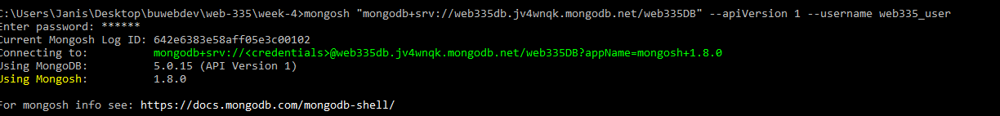 C:\Users\Janis\Desktop\buwebdev\web-335\week-4>mongosh "mongodb+srv://web335db.jv4wnqk.mongodb.net/web335DB" --apiVersion 1 --username web335_user
Enter password: ******
Current Mongosh Log ID: 642e6383e58aff05e3c00102
Connecting to: mongodb+srv://<credentials>@web335db.jv4wnqk.mongodb.net/web335DB?appName=mongosh+1.8.0
Using MongoDB: 5.0.15 (API Version 1)
Using Mongosh: 1.8.0
For mongosh info see: https://docs.mongodb.com/mongodb-shell/